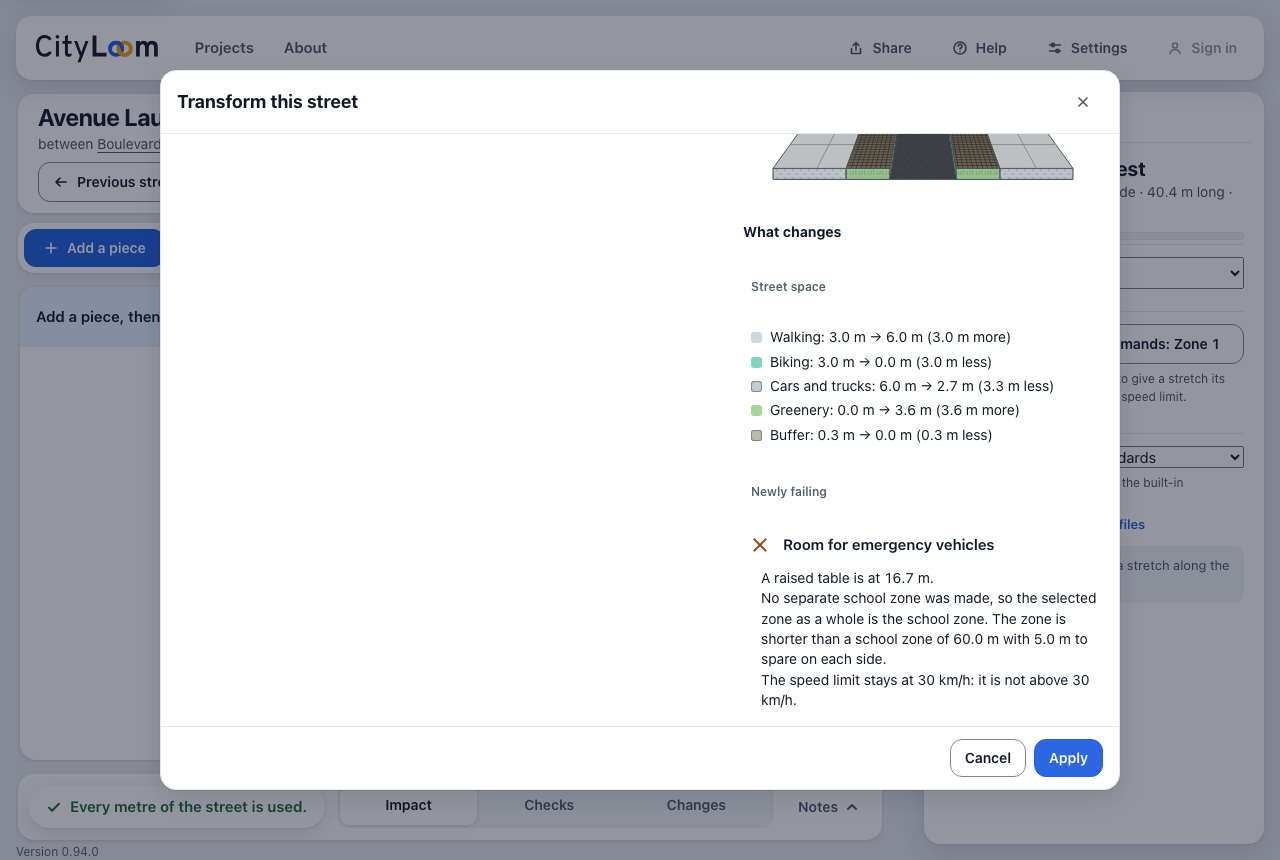 CityLoom
Projects
About
Share
Help
Settings
Sign in
Transform this street
Avenue Lau
between Boulevard
Previous stre
Add a piece
Add a piece, then
What changes
Street space
Walking: 3.0 m → 6.0 m (3.0 m more)
Biking: 3.0 m → 0.0 m (3.0 m less)
Cars and trucks: 6.0 m → 2.7 m (3.3 m less)
Greenery: 0.0 m → 3.6 m (3.6 m more)
Buffer: 0.3 m → 0.0 m (0.3 m less)
Newly failing
Room for emergency vehicles
A raised table is at 16.7 m.
No separate school zone was made, so the selected
zone as a whole is the school zone. The zone is
shorter than a school zone of 60.0 m with 5.0 m to
spare on each side.
The speed limit stays at 30 km/h: it is not above 30
km/h.
Cancel
Apply
est
de · 40.4 m long ·
mands: Zone 1
o give a stretch its
speed limit.
dards
the built-in
files
a stretch along the
Every metre of the street is used.
Impact
Checks
Changes
Notes
Version 0.94.0